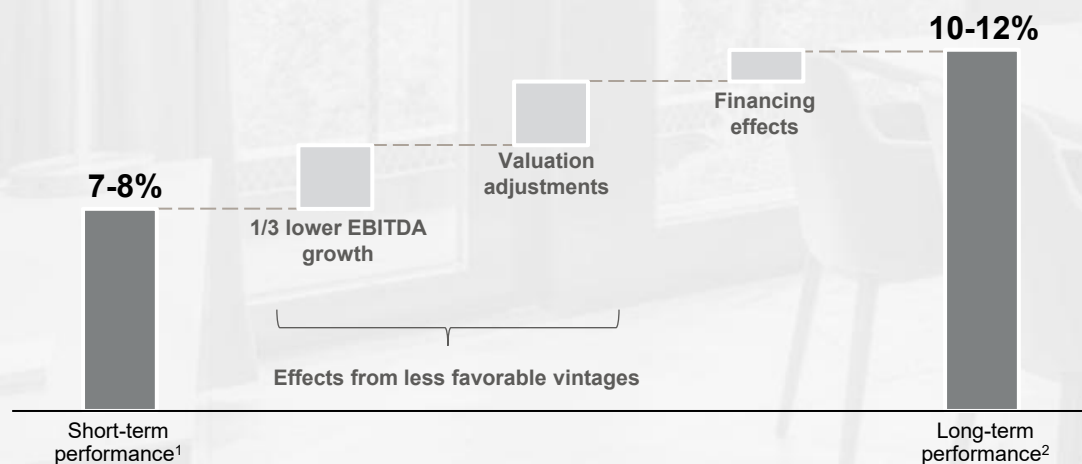 10-12%
Financing
effects
Valuation
adjustments
7-8%
1/3 lower EBITDA
growth
Effects from less favorable vintages
Short-term
performance1
Long-term
performance2